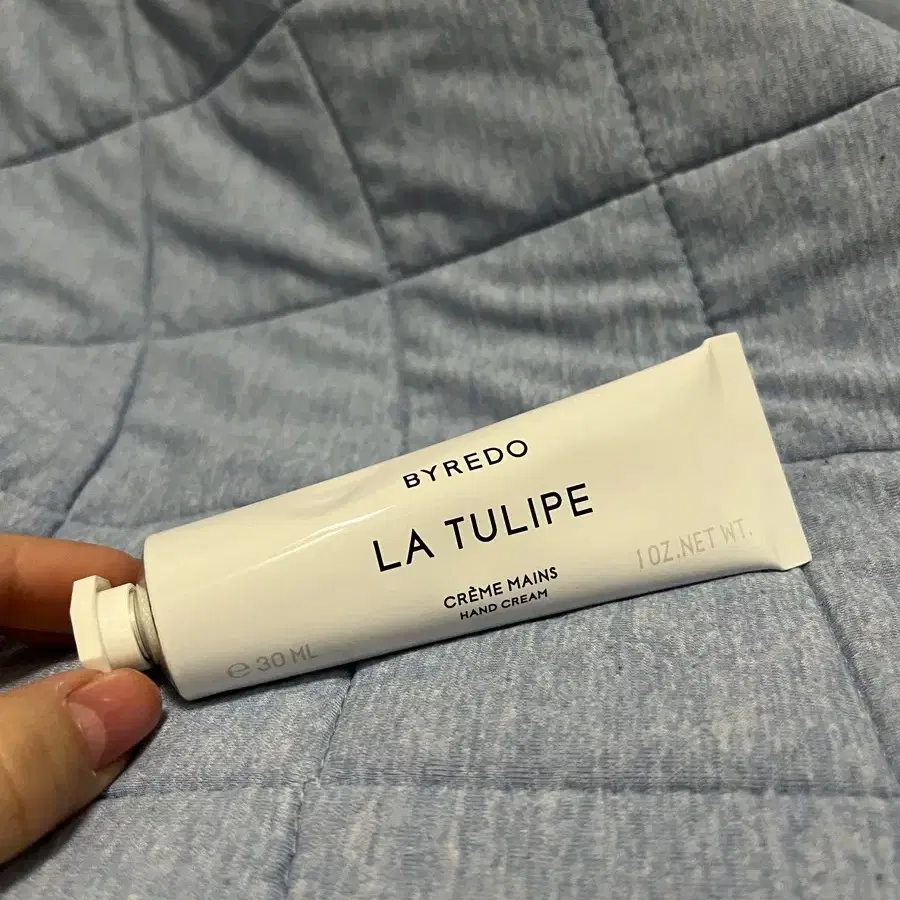 BYREDO
LA TULIPE
CRÈME MAINS
HAND CREAM
℮ 30 ML
1 OZ. NET WT.